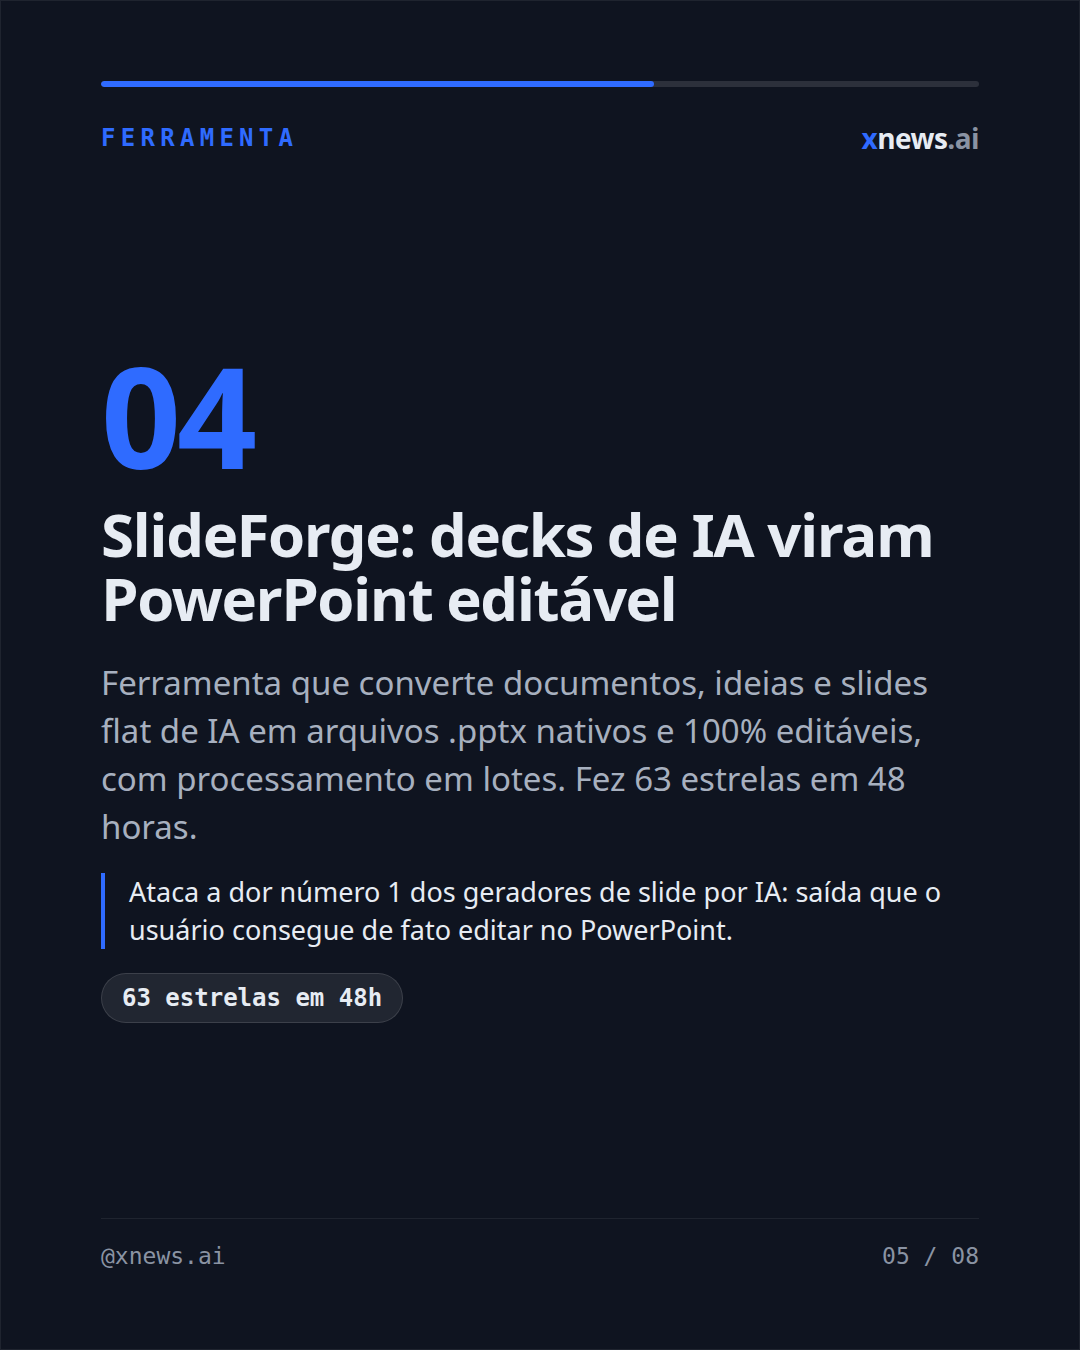 FERRAMENTA
xnews.ai
04
SlideForge: decks de IA viram
PowerPoint editável
Ferramenta que converte documentos, ideias e slides
flat de IA em arquivos .pptx nativos e 100% editáveis,
com processamento em lotes. Fez 63 estrelas em 48
horas.
Ataca a dor número 1 dos geradores de slide por IA: saída que o
usuário consegue de fato editar no PowerPoint.
63 estrelas em 48h
@xnews.ai
05 / 08